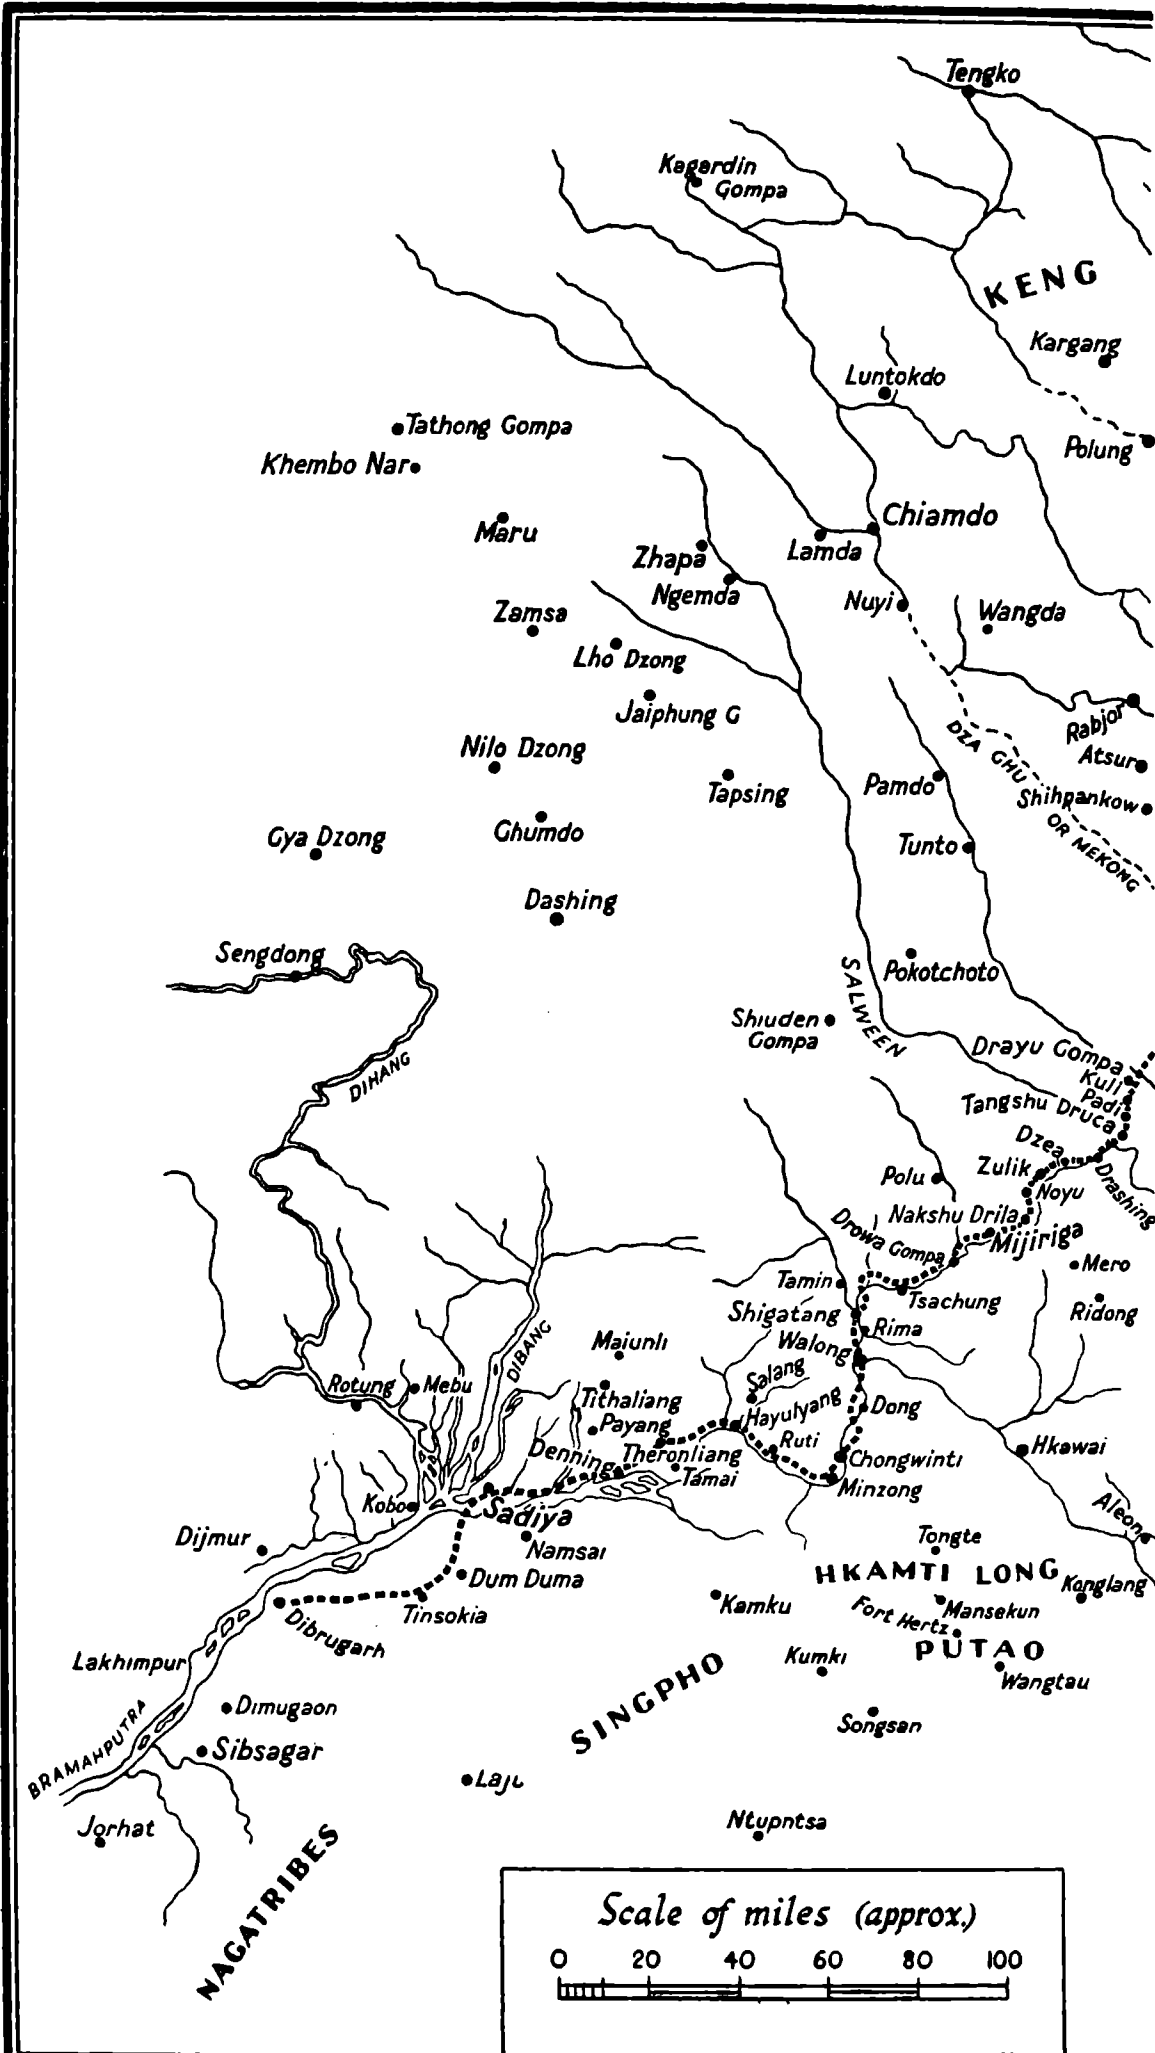 Tengko
Kagardin
Gompa
KENG
Kargang
Luntokdo
Tathong Gompa
Polung
Khembo Nar
Chiamdo
Maru
Lamda
Zhapa
Ngemda
Nuyi
Wangda
Zamsa
Lho Dzong
Jaiphung G
Rabjor
Nilo Dzong
DZA GHU
OR MEKONG
Atsur
Tapsing
Pamdo
Shihpankow
Ghumdo
Gya Dzong
Tunto
Dashing
Sengdong
Pokotchoto
SALWEEN
Shiuden
Gompa
Drayu Gompa
DIHANG
Kuli
Padi
Tangshu Druca
Dzea
Zulik
Drashing
Polu
Noyu
Nakshu Drila
Drowa Gompa
Mijiriga
Mero
Tamin
Tsachung
Ridong
Shigatang
Rima
DIBANG
Maiunli
Walong
Salang
Rotung
Mebu
Tithaliang
Hayulyang
Dong
Payang
Ruti
Hkawai
Denning
Theronliang
Chongwinti
Tamai
Minzong
Kobo
Sadiya
Aleon
Dijmur
Namsai
Tongte
Dum Duma
HKAMTI LONG
Konglang
Tinsokia
Kamku
Mansekun
Dibrugarh
Fort Hertz
PUTAO
Lakhimpur
Kumki
Wangtau
SINGPHO
BRAMAHPUTRA
Dimugaon
Songsan
Sibsagar
Laju
Jorhat
Ntupntsa
NAGATRIBES
Scale of miles (approx.)
0 20 40 60 80 100